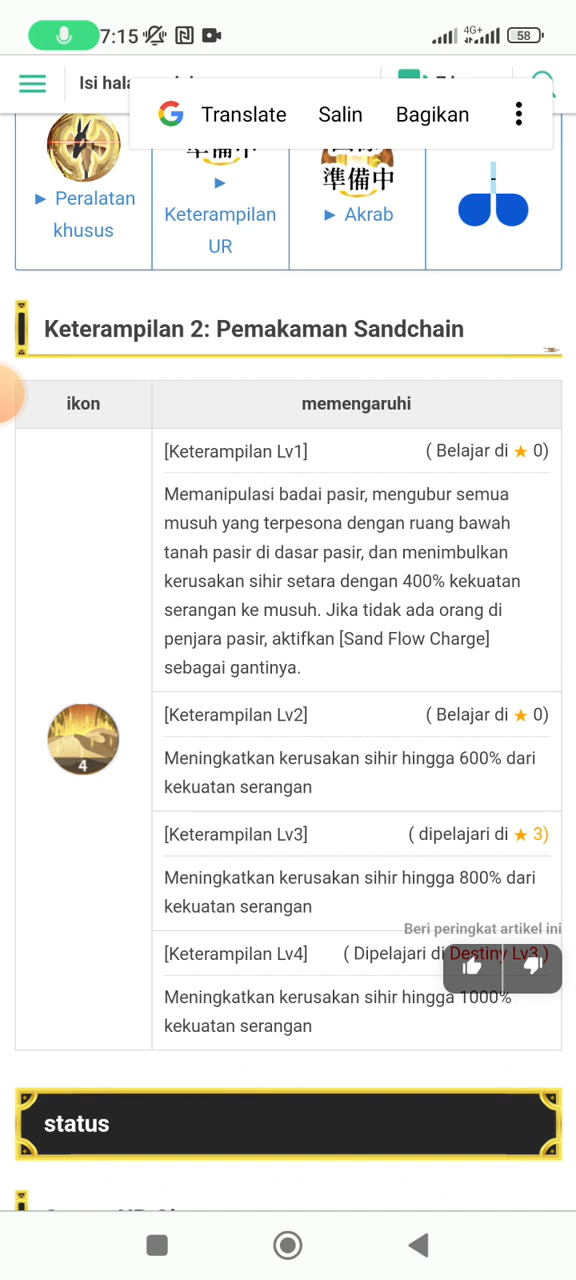 7:15
4G+
58
Isi hala
Translate Salin Bagikan
準備中
► Peralatan khusus
► Keterampilan UR
► Akrab
Keterampilan 2: Pemakaman Sandchain
ikon memengaruhi
[Keterampilan Lv1] ( Belajar di ★ 0)
Memanipulasi badai pasir, mengubur semua
musuh yang terpesona dengan ruang bawah
tanah pasir di dasar pasir, dan menimbulkan
kerusakan sihir setara dengan 400% kekuatan
serangan ke musuh. Jika tidak ada orang di
penjara pasir, aktifkan [Sand Flow Charge]
sebagai gantinya.
4
[Keterampilan Lv2] ( Belajar di ★ 0)
Meningkatkan kerusakan sihir hingga 600% dari
kekuatan serangan
[Keterampilan Lv3] ( dipelajari di ★ 3)
Meningkatkan kerusakan sihir hingga 800% dari
kekuatan serangan
Beri peringkat artikel ini
[Keterampilan Lv4] ( Dipelajari di Destiny Lv3 )
Meningkatkan kerusakan sihir hingga 1000%
kekuatan serangan
status